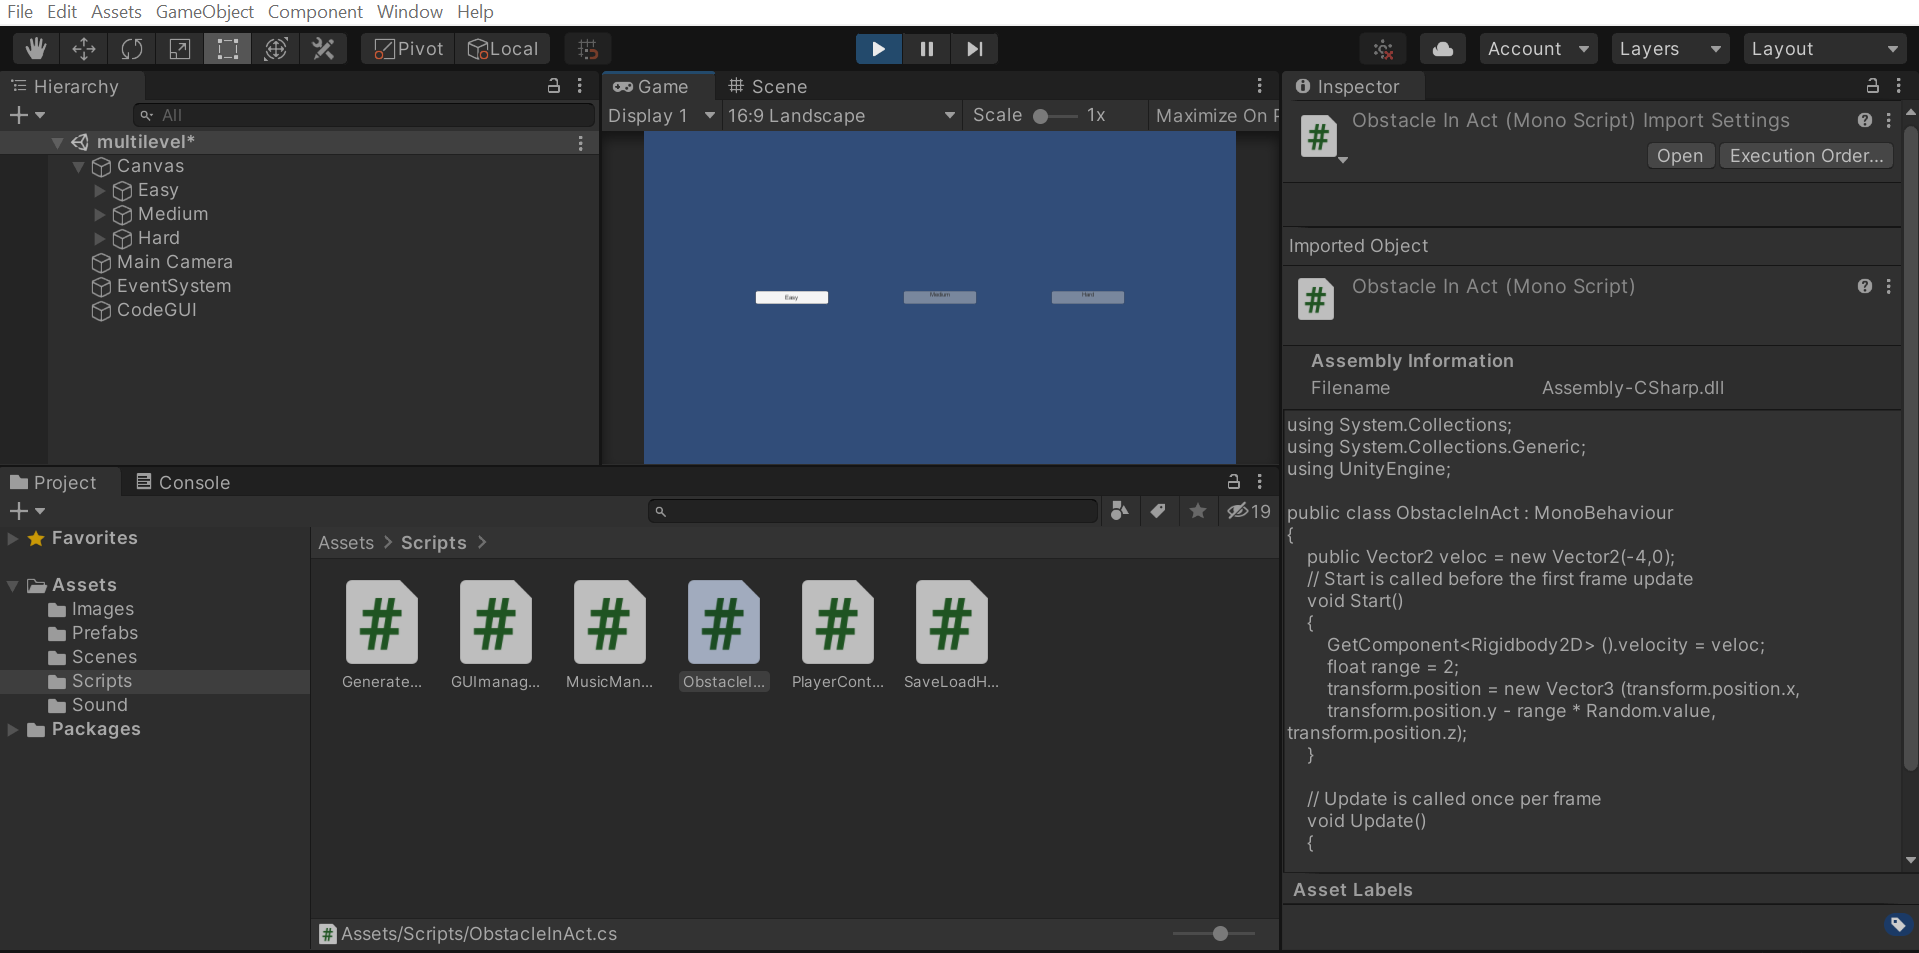 File Edit Assets GameObject Component Window Help
Pivot Local Account Layers Layout
Hierarchy
All
multilevel*
Canvas
Easy
Medium
Hard
Main Camera
EventSystem
CodeGUI
Game Scene
Display 1 16:9 Landscape Scale 1x Maximize On P
Easy Medium Hard
Project Console
19
Favorites
Assets
Images
Prefabs
Scenes
Scripts
Sound
Packages
Assets > Scripts >
Generate... GUImanag... MusicMan... ObstacleI... PlayerCont... SaveLoadH...
Assets/Scripts/ObstacleInAct.cs
Inspector
Obstacle In Act (Mono Script) Import Settings
Open Execution Order...
Imported Object
Obstacle In Act (Mono Script)
Assembly Information
Filename Assembly-CSharp.dll
using System.Collections;
using System.Collections.Generic;
using UnityEngine;
public class ObstacleInAct : MonoBehaviour
{
public Vector2 veloc = new Vector2(-4,0);
// Start is called before the first frame update
void Start()
{
GetComponent<Rigidbody2D> ().velocity = veloc;
float range = 2;
transform.position = new Vector3 (transform.position.x,
transform.position.y - range * Random.value,
transform.position.z);
}
// Update is called once per frame
void Update()
{
Asset Labels